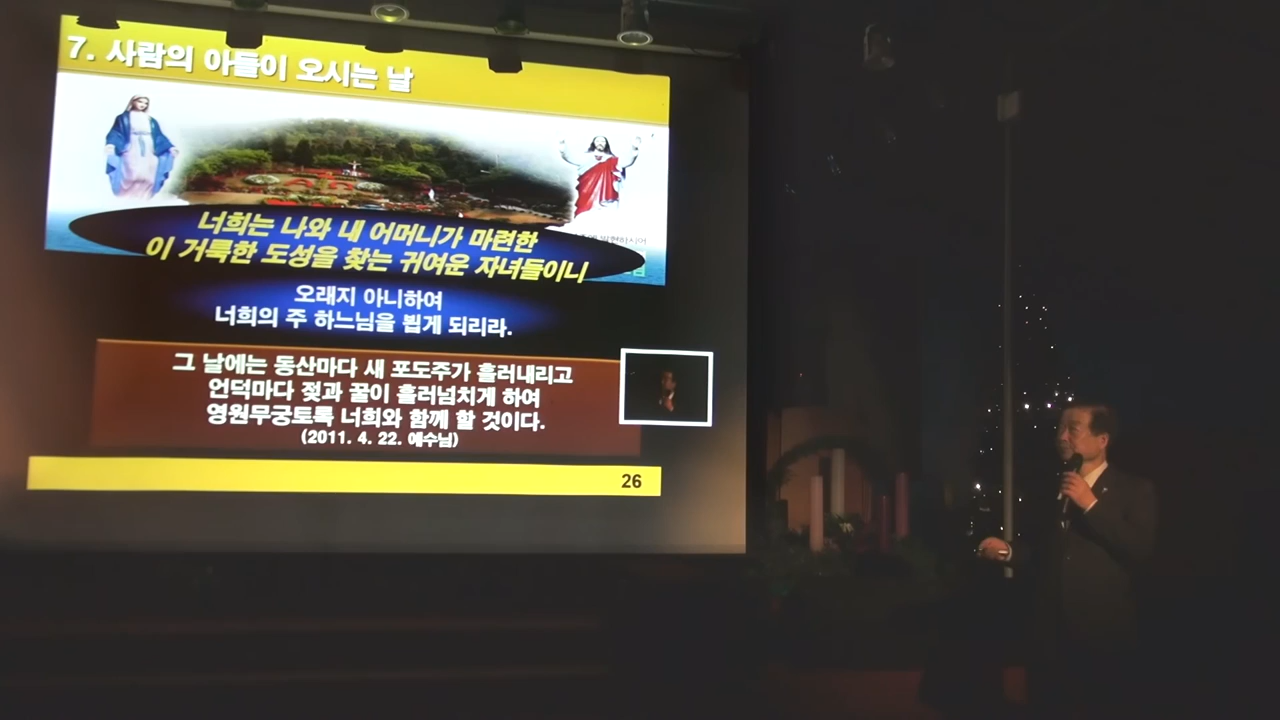 7. 사람의 아들이 오시는 날
너희는 나와 내 어머니가 마련한
이 거룩한 도성을 찾는 귀여운 자녀들이니
오래지 아니하여
너희의 주 하느님을 뵙게 되리라.
그 날에는 동산마다 새 포도주가 흘러내리고
언덕마다 젖과 꿀이 흘러넘치게 하여
영원무궁토록 너희와 함께 할 것이다.
(2011. 4. 22. 예수님)
26